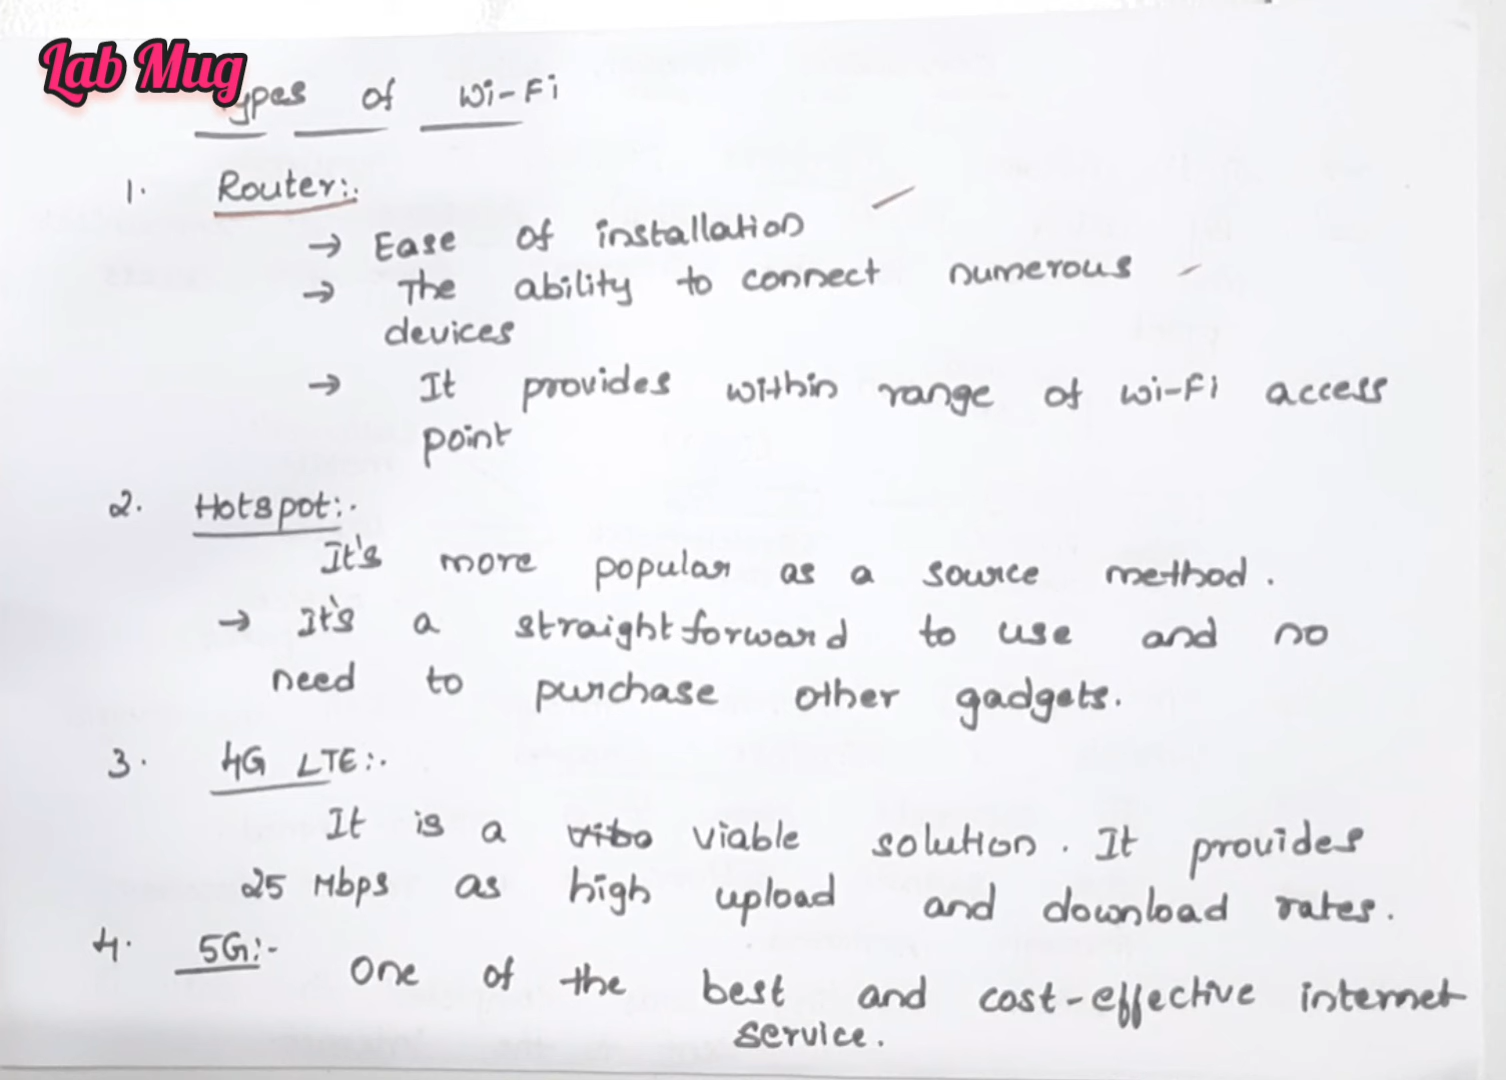 Lab Mug
Types of Wi-Fi
1. Router:.
→ Ease of installation
→ The ability to connect numerous
devices
→ It provides within range of Wi-Fi access
point
2. Hotspot:.
It's more popular as a source method.
→ It's a straightforward to use and no
need to purchase other gadgets.
3. 4G LTE:.
It is a vibo viable solution. It provides
25 Mbps as high upload and download rates.
4. 5G:- One of the best and cost-effective internet
service.